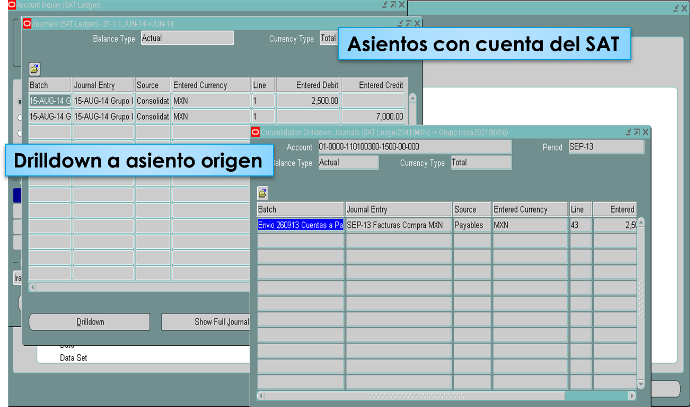 Account Inquiry (SAT Ledger)
Journals (SAT Ledger) - 01-1.1,JUN-14->JUN-14
Balance Type Actual Currency Type Total
Asientos con cuenta del SAT
Batch Journal Entry Source Entered Currency Line Entered Debit Entered Credit
15-AUG-14 G 15-AUG-14 Grupo I Consolidat MXN 1 2,500.00
15-AUG-14 G 15-AUG-14 Grupo I Consolidat MXN 1 7,000.00
Consolidation Drilldown: Journals (SAT Ledger2041(MXN) -> Grupo Irasa2031(MXN))
Account 01-0000-110100300-1500-00-000 Period SEP-13
Balance Type Actual Currency Type Total
Drilldown a asiento origen
Batch Journal Entry Source Entered Currency Line Entered
Envio 260913 Cuentas a Pa SEP-13 Facturas Compra MXN Payables MXN 43 2,5
Drilldown Show Full Journal
Data Set